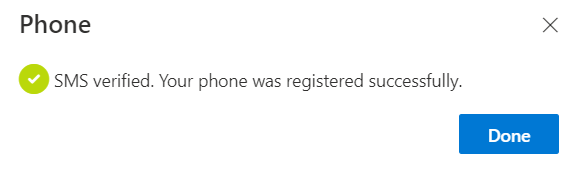 Phone
SMS verified. Your phone was registered successfully.
Done